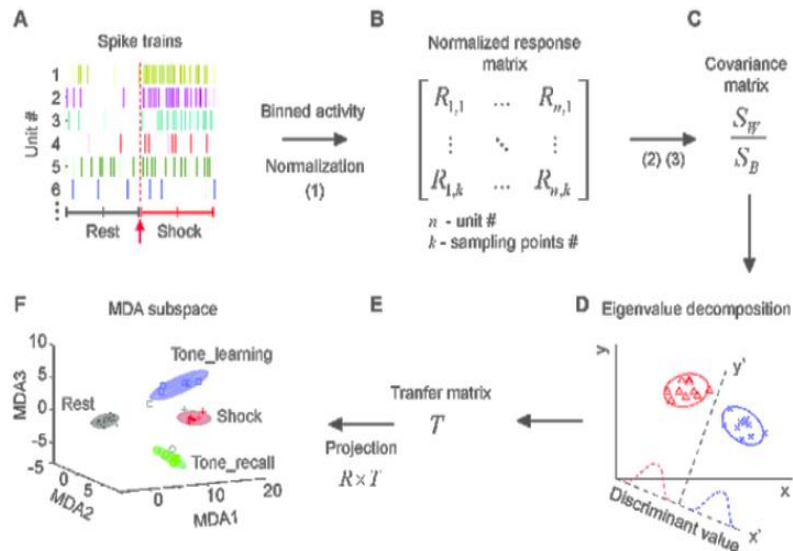 A
Spike trains
Unit #
1
2
3
4
5
6
Rest
Shock
Binned activity
Normalization
(1)
B
Normalized response
matrix
R1,1 ... Rn,1
⋮ ⋱ ⋮
R1,k ... Rn,k
n - unit #
k - sampling points #
(2) (3)
C
Covariance
matrix
SW
SB
F
MDA subspace
MDA3
10
5
0
-5
-5
0
5
MDA2
0
10
20
MDA1
Tone_learning
Rest
Shock
Tone_recall
E
Tranfer matrix
T
Projection
R×T
D
Eigenvalue decomposition
y
y'
x
x'
Discriminant value